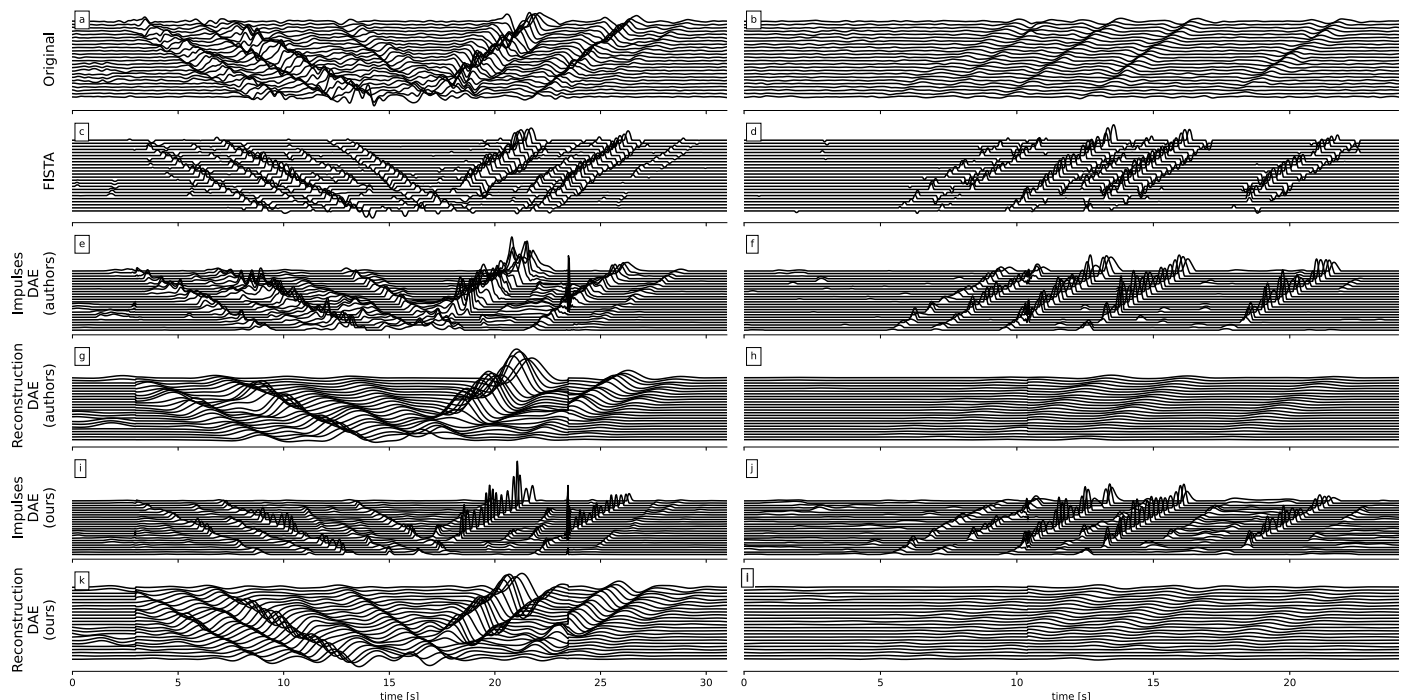 a
b
Original
c
d
FISTA
e
f
Impulses
DAE
(authors)
g
h
Reconstruction
DAE
(authors)
i
j
Impulses
DAE
(ours)
k
l
Reconstruction
DAE
(ours)
0 5 10 15 20 25 30
0 5 10 15 20
time [s]
time [s]